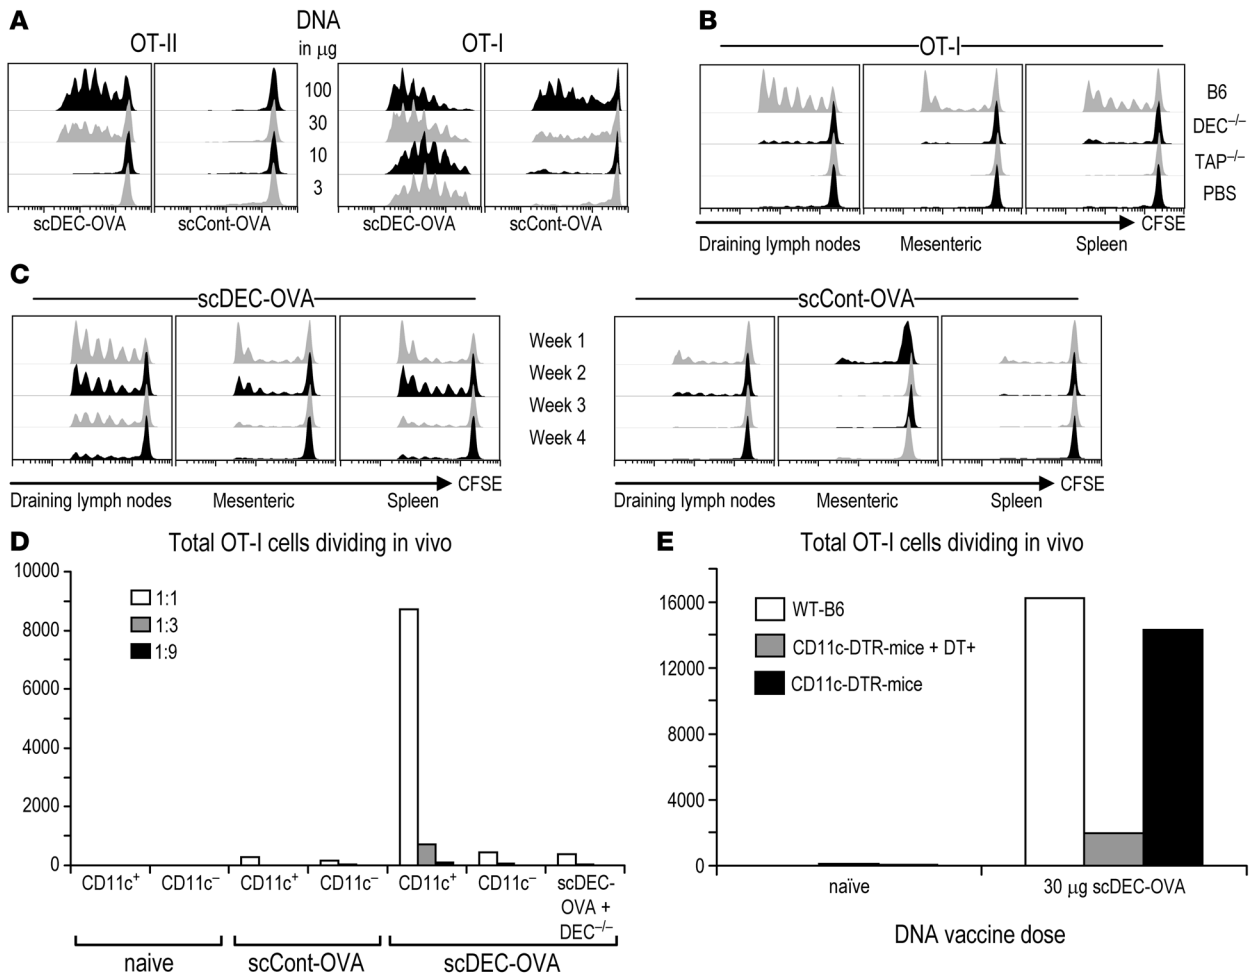 A
OT-II
DNA
in µg
OT-I
100
30
10
3
scDEC-OVA
scCont-OVA
scDEC-OVA
scCont-OVA
B
OT-I
B6
DEC⁻/⁻
TAP⁻/⁻
PBS
CFSE
Draining lymph nodes
Mesenteric
Spleen
C
scDEC-OVA
scCont-OVA
Week 1
Week 2
Week 3
Week 4
CFSE
Draining lymph nodes
Mesenteric
Spleen
CFSE
Draining lymph nodes
Mesenteric
Spleen
D
Total OT-I cells dividing in vivo
10000
8000
6000
4000
2000
0
1:1
1:3
1:9
CD11c⁺
CD11c⁻
CD11c⁺
CD11c⁻
CD11c⁺
CD11c⁻
scDEC-
OVA +
DEC⁻/⁻
naive
scCont-OVA
scDEC-OVA
E
Total OT-I cells dividing in vivo
16000
12000
8000
4000
0
WT-B6
CD11c-DTR-mice + DT+
CD11c-DTR-mice
naïve
30 µg scDEC-OVA
DNA vaccine dose